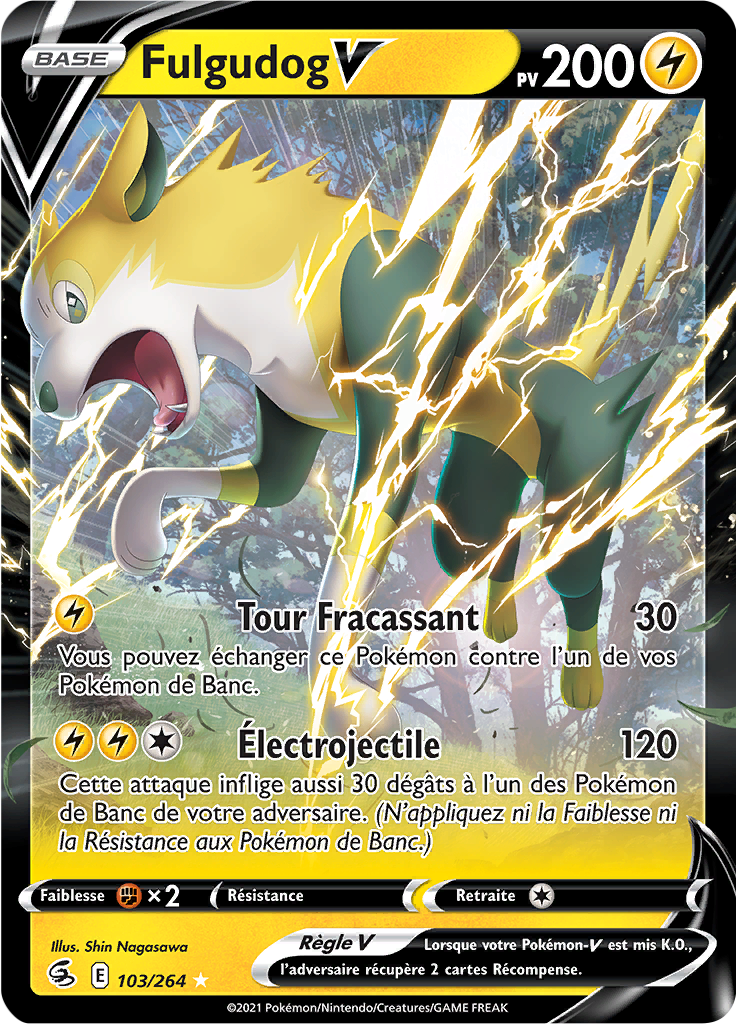 BASE Fulgudog V PV 200
Tour Fracassant 30
Vous pouvez échanger ce Pokémon contre l'un de vos
Pokémon de Banc.
Électrojectile 120
Cette attaque inflige aussi 30 dégâts à l'un des Pokémon
de Banc de votre adversaire. (N'appliquez ni la Faiblesse ni
la Résistance aux Pokémon de Banc.)
Faiblesse ×2 Résistance Retraite
Illus. Shin Nagasawa
Règle V Lorsque votre Pokémon-V est mis K.O.,
l'adversaire récupère 2 cartes Récompense.
E 103/264
©2021 Pokémon/Nintendo/Creatures/GAME FREAK